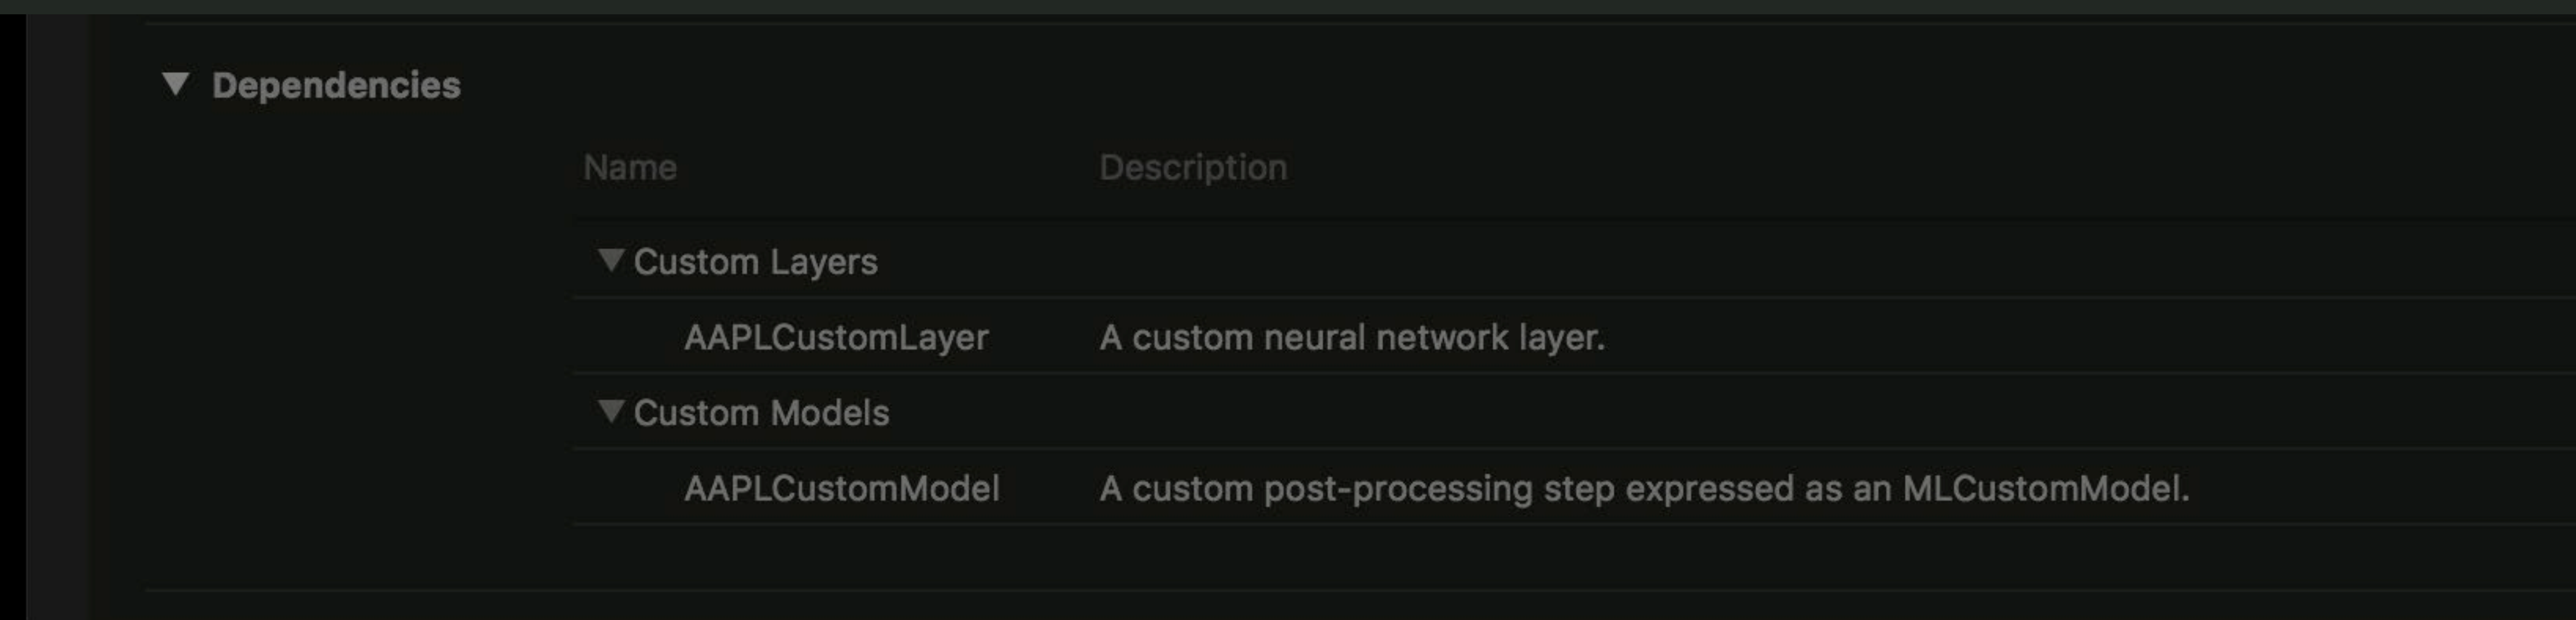 Dependencies
Name Description
Custom Layers
AAPLCustomLayer A custom neural network layer.
Custom Models
AAPLCustomModel A custom post-processing step expressed as an MLCustomModel.